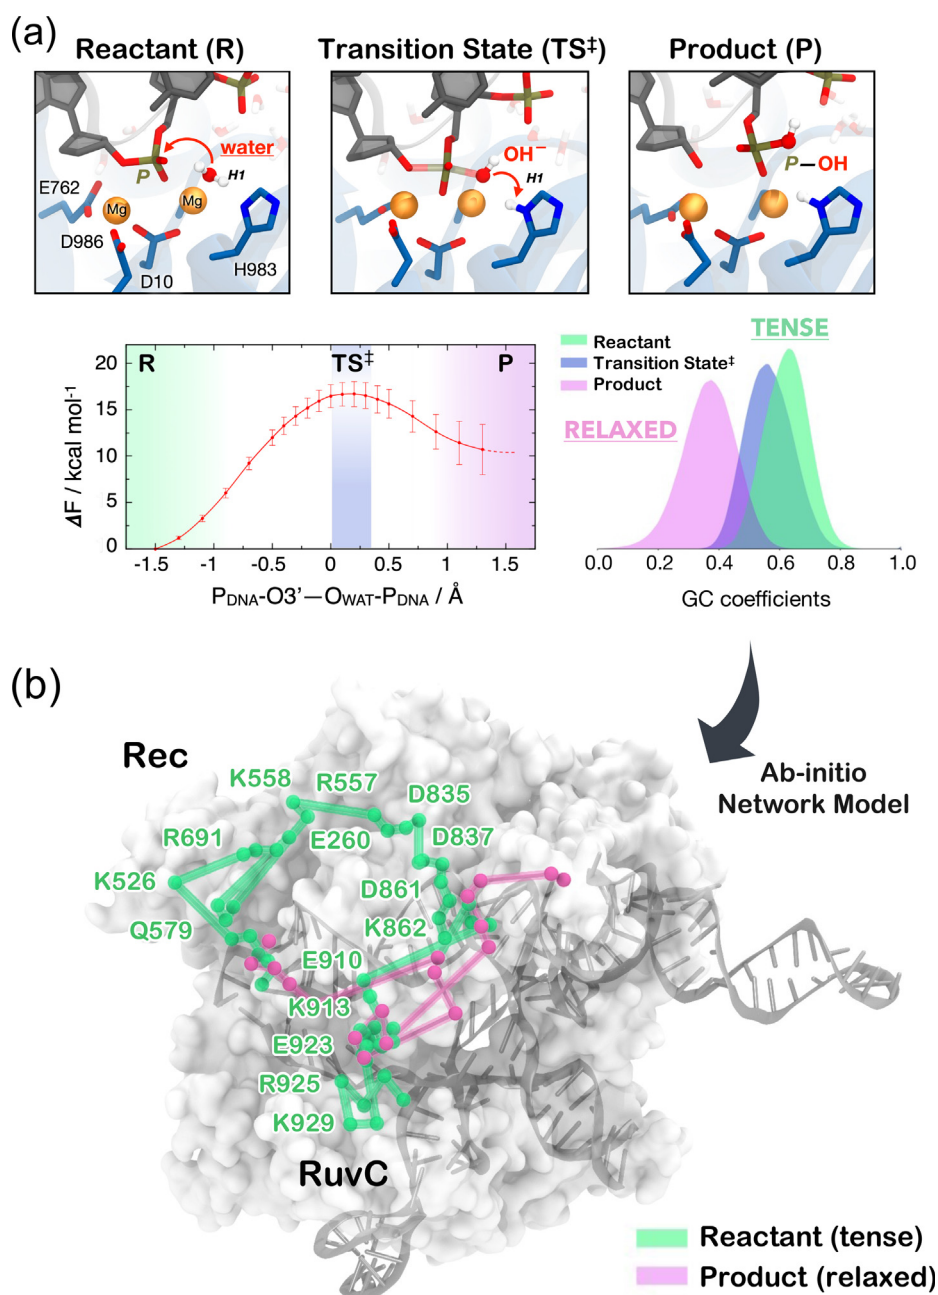 (a)
Reactant (R)
Transition State (TS‡)
Product (P)
water
P
H1
E762
Mg
Mg
D986
D10
H983
OH⁻
H1
P—OH
R
TS‡
P
20
15
10
5
0
ΔF / kcal mol⁻¹
-1.5
-1
-0.5
0
0.5
1
1.5
P_DNA-O3'—O_WAT-P_DNA / Å
Reactant
Transition State‡
Product
TENSE
RELAXED
0.0
0.2
0.4
0.6
0.8
1.0
GC coefficients
(b)
Ab-initio
Network Model
Rec
K558
R557
D835
R691
E260
D837
K526
D861
Q579
K862
E910
K913
E923
R925
K929
RuvC
Reactant (tense)
Product (relaxed)